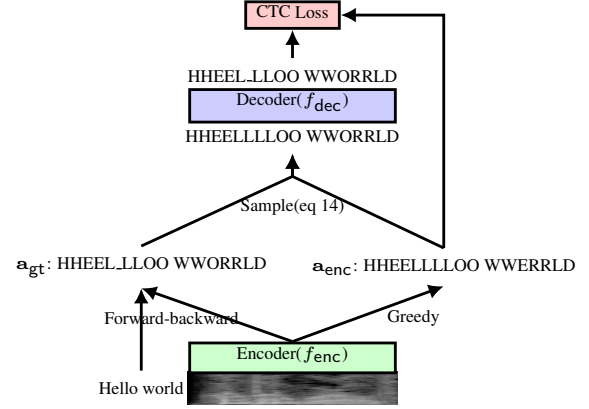 CTC Loss
HHEEL_LLOO WWORRLD
Decoder(f_dec)
HHEELLLLOO WWORRLD
Sample(eq 14)
a_gt: HHEEL_LLOO WWORRLD
a_enc: HHEELLLLOO WWERRLD
Forward-backward
Greedy
Encoder(f_enc)
Hello world